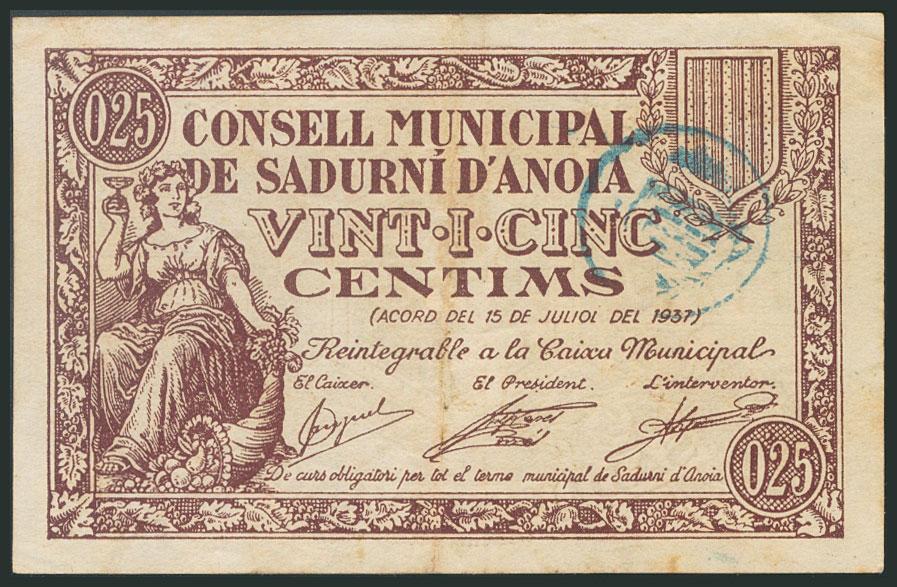 025
CONSELL MUNICIPAL
DE SADURNÍ D'ANOIA
VINT·I·CINC
CENTIMS
(ACORD DEL 15 DE JULIOL DEL 1937)
Reintegrable a la Caixa Municipal
El Caixer. El President. L'interventor.
De curs obligatori per tot el terme municipal de Sadurní d'Anoia
025